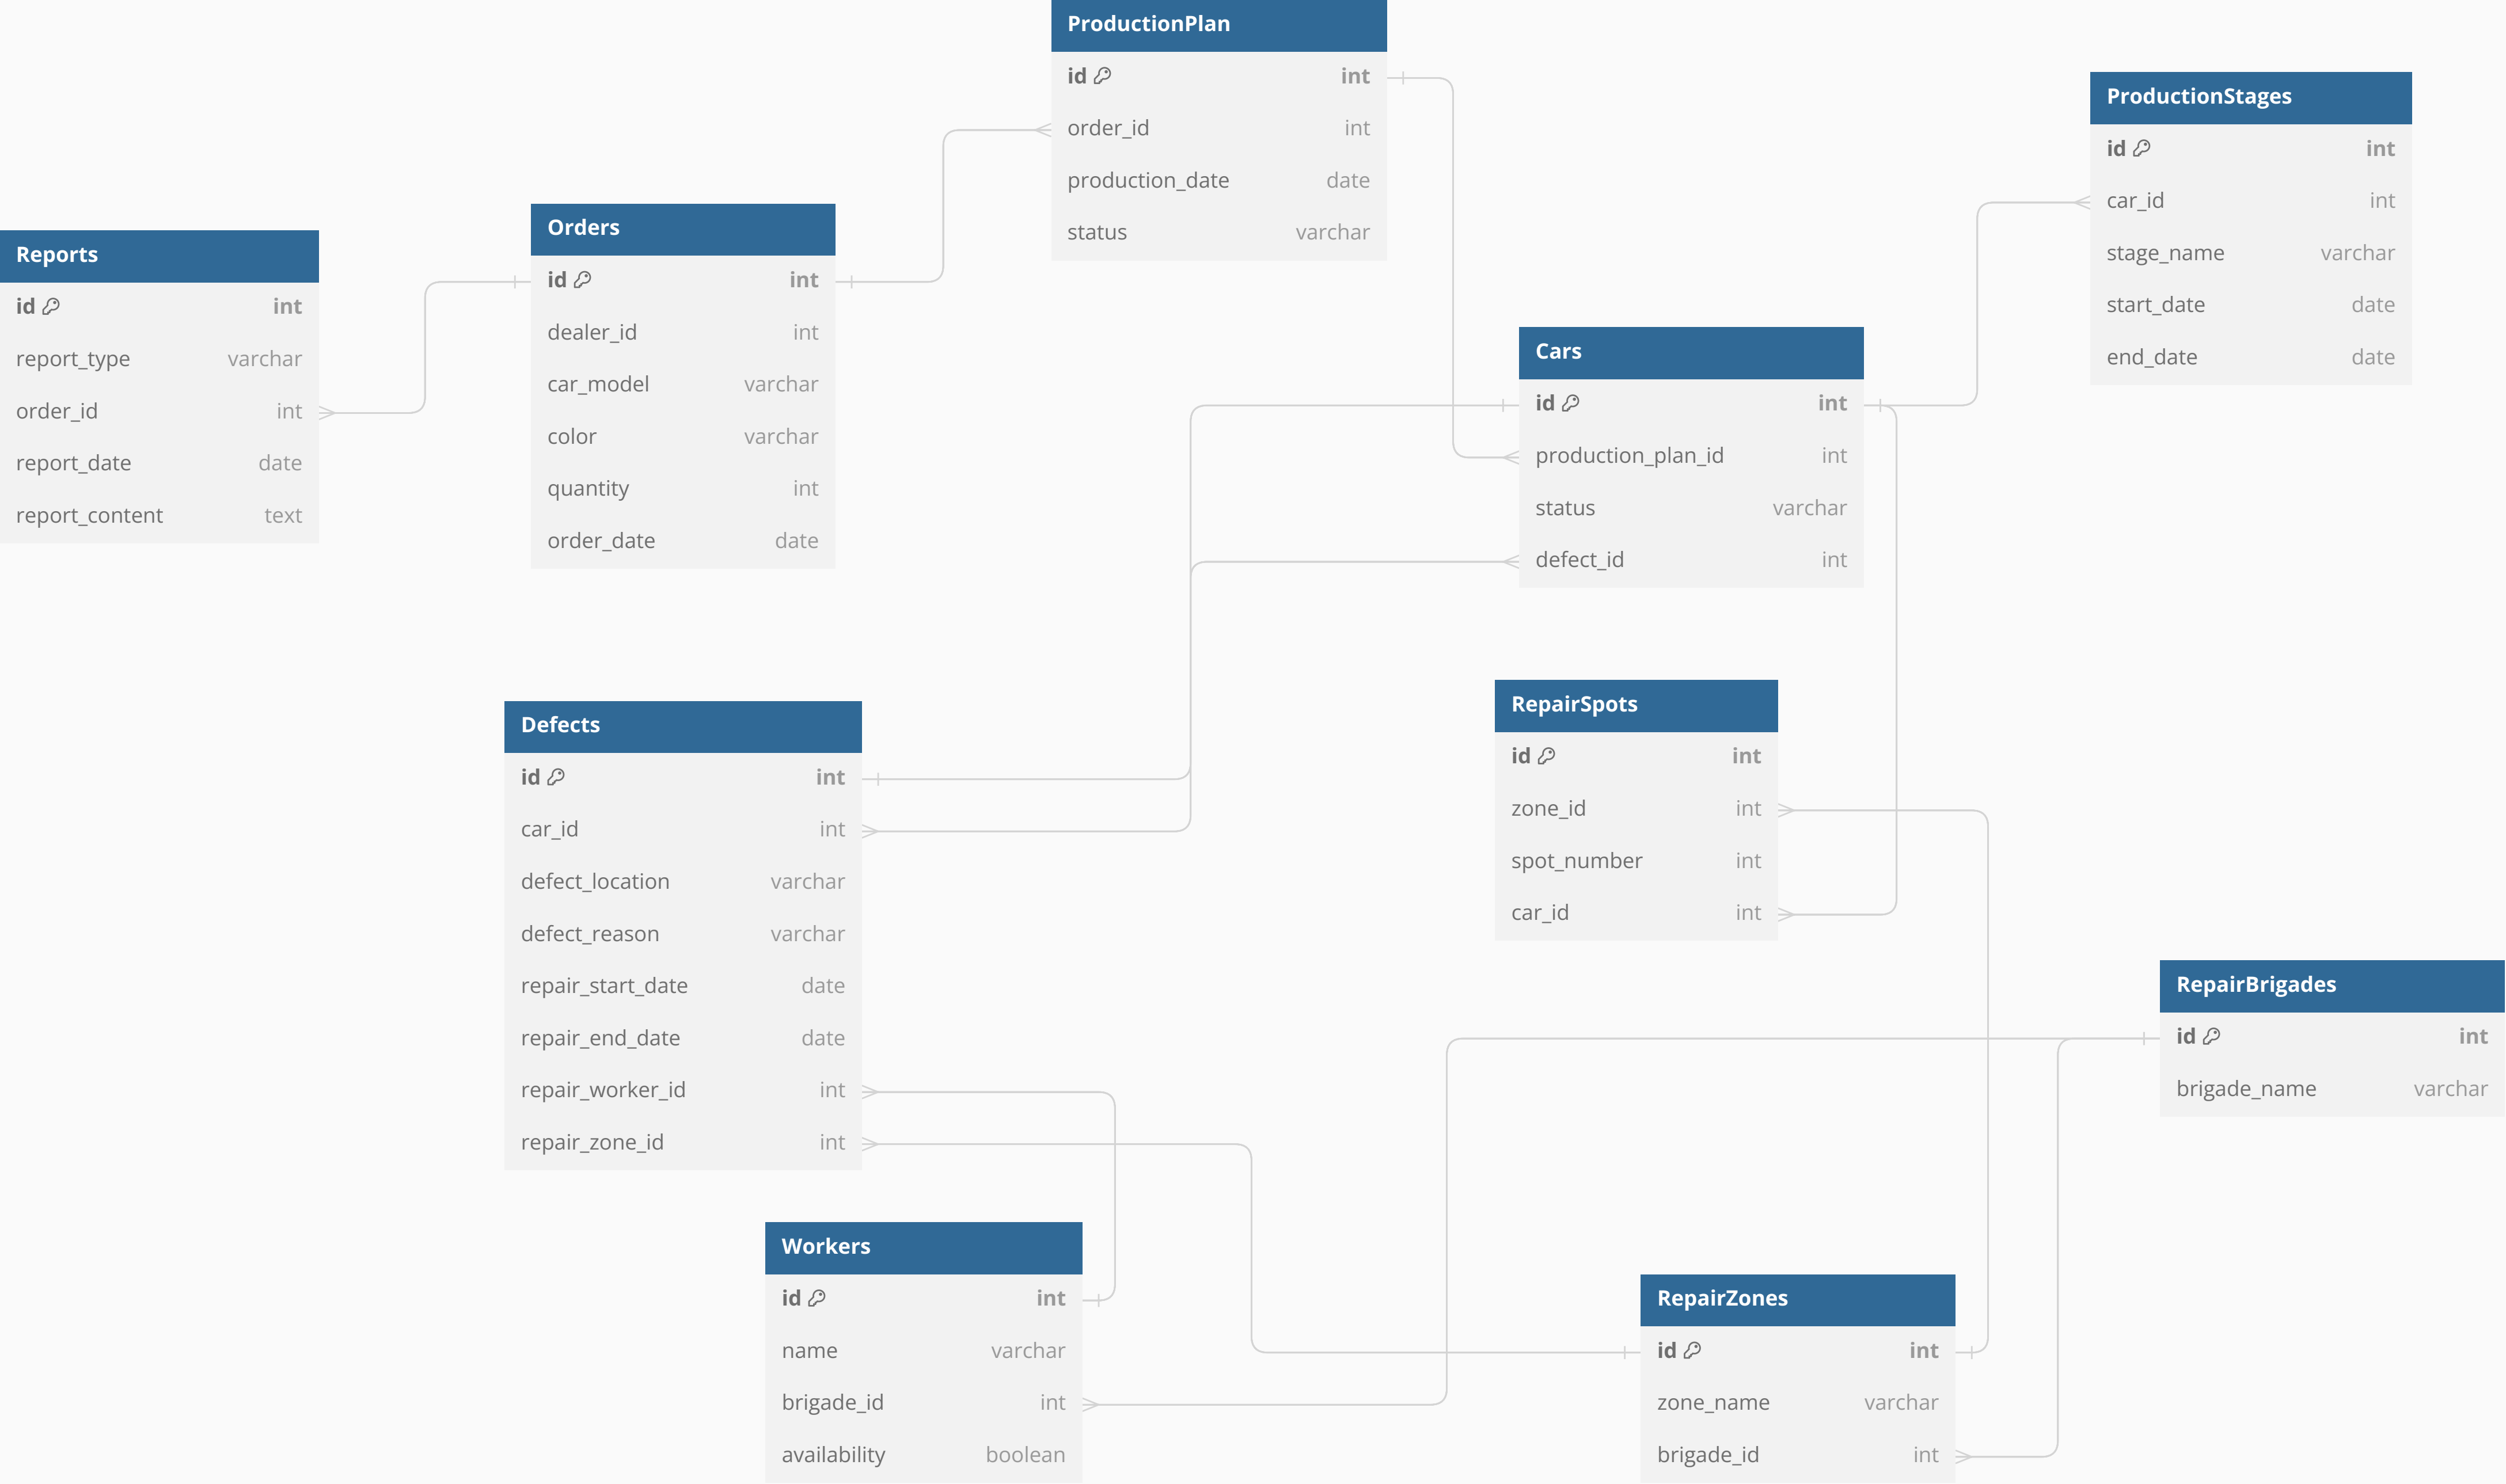 ProductionPlan
id int
order_id int
production_date date
status varchar
ProductionStages
id int
car_id int
stage_name varchar
start_date date
end_date date
Orders
id int
dealer_id int
car_model varchar
color varchar
quantity int
order_date date
Reports
id int
report_type varchar
order_id int
report_date date
report_content text
Cars
id int
production_plan_id int
status varchar
defect_id int
RepairSpots
id int
zone_id int
spot_number int
car_id int
Defects
id int
car_id int
defect_location varchar
defect_reason varchar
repair_start_date date
repair_end_date date
repair_worker_id int
repair_zone_id int
RepairBrigades
id int
brigade_name varchar
Workers
id int
name varchar
brigade_id int
availability boolean
RepairZones
id int
zone_name varchar
brigade_id int